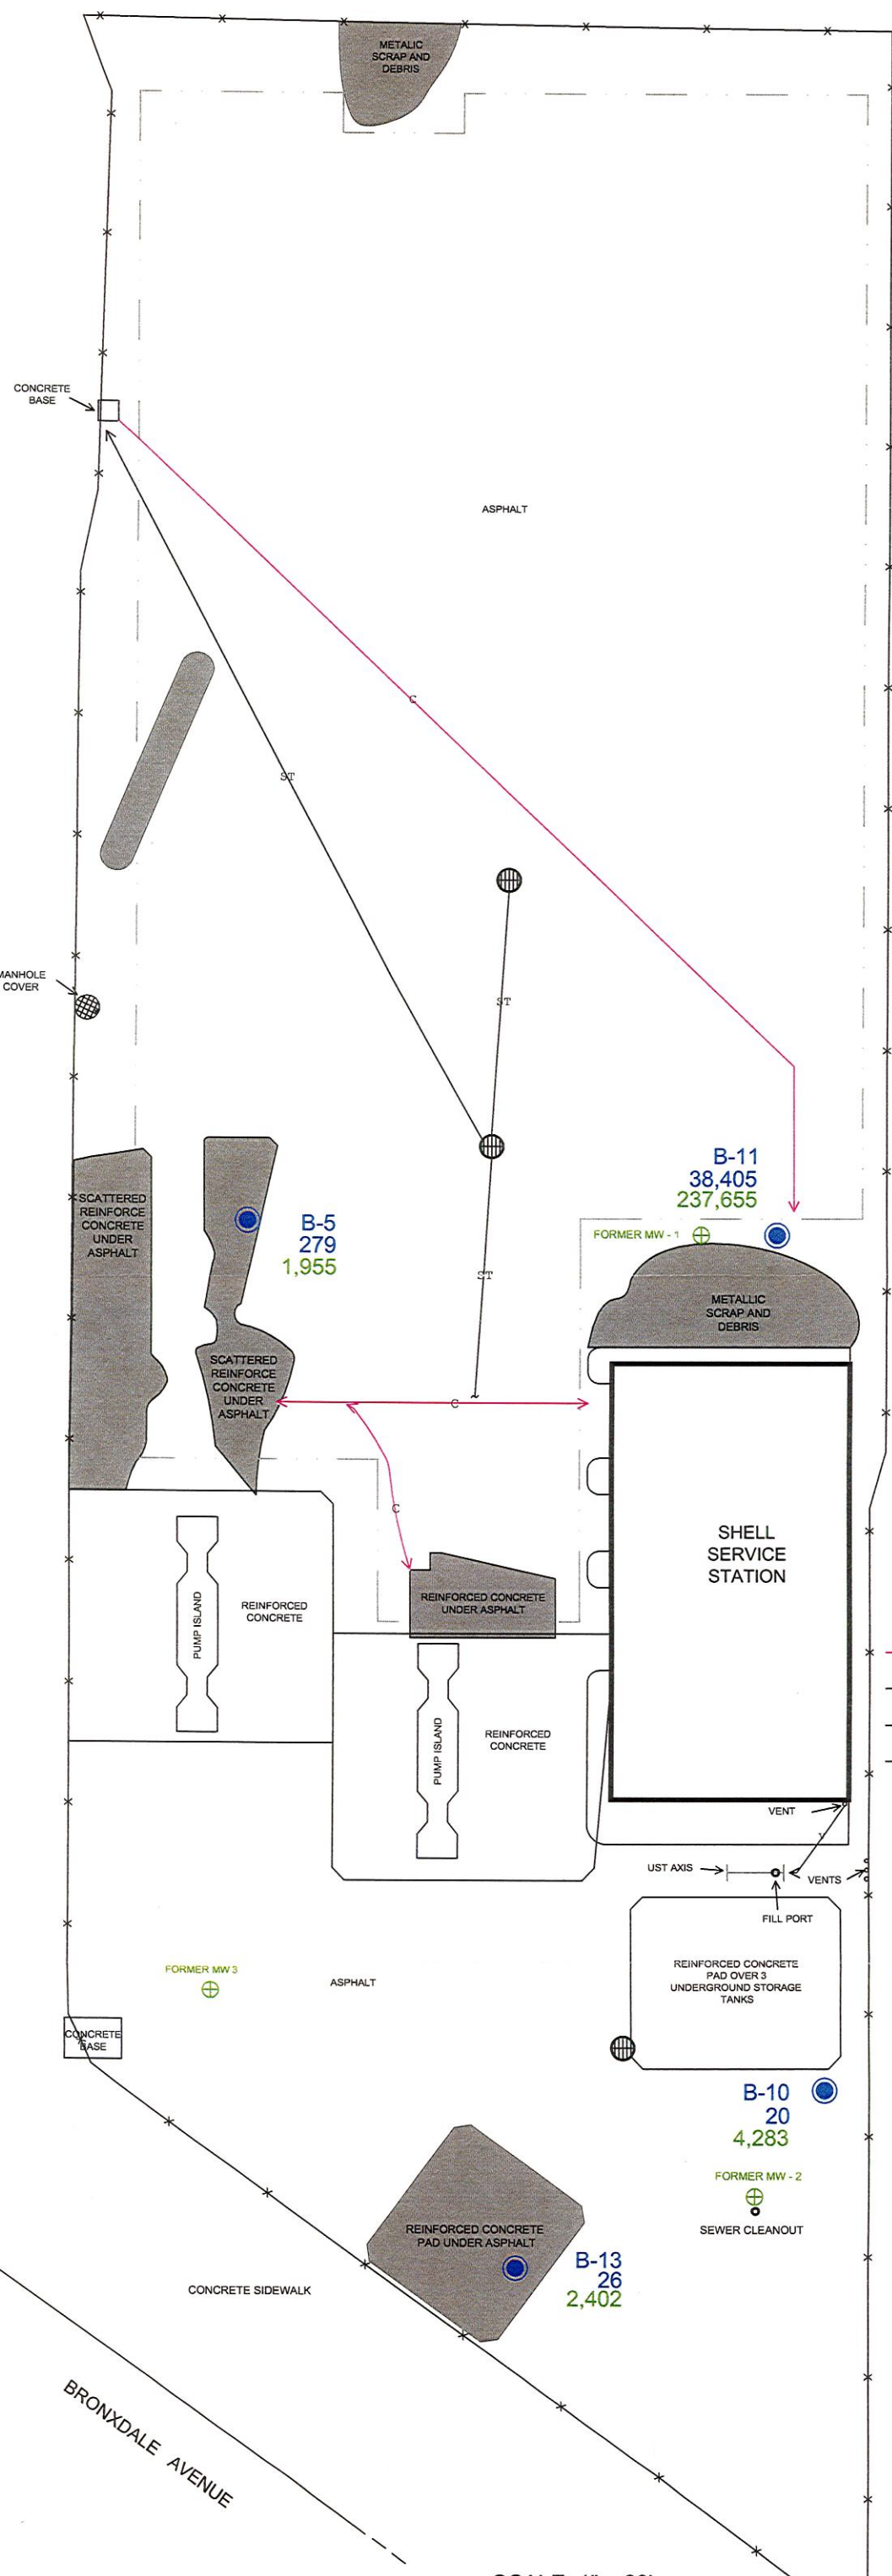 METALIC
SCRAP AND
DEBRIS
CONCRETE
BASE
ASPHALT
C
ST
MANHOLE
COVER
ST
B-11
38,405
237,655
FORMER MW - 1
SCATTERED
REINFORCE
CONCRETE
UNDER
ASPHALT
B-5
279
1,955
ST
METALLIC
SCRAP AND
DEBRIS
SCATTERED
REINFORCE
CONCRETE
UNDER
ASPHALT
C
C
SHELL
SERVICE
STATION
PUMP ISLAND
REINFORCED
CONCRETE
REINFORCED CONCRETE
UNDER ASPHALT
PUMP ISLAND
REINFORCED
CONCRETE
VENT
V
UST AXIS
VENTS
FILL PORT
REINFORCED CONCRETE
PAD OVER 3
UNDERGROUND STORAGE
TANKS
FORMER MW 3
ASPHALT
CONCRETE
BASE
B-10
20
4,283
FORMER MW - 2
SEWER CLEANOUT
REINFORCED CONCRETE
PAD UNDER ASPHALT
B-13
26
2,402
CONCRETE SIDEWALK
BRONXDALE AVENUE